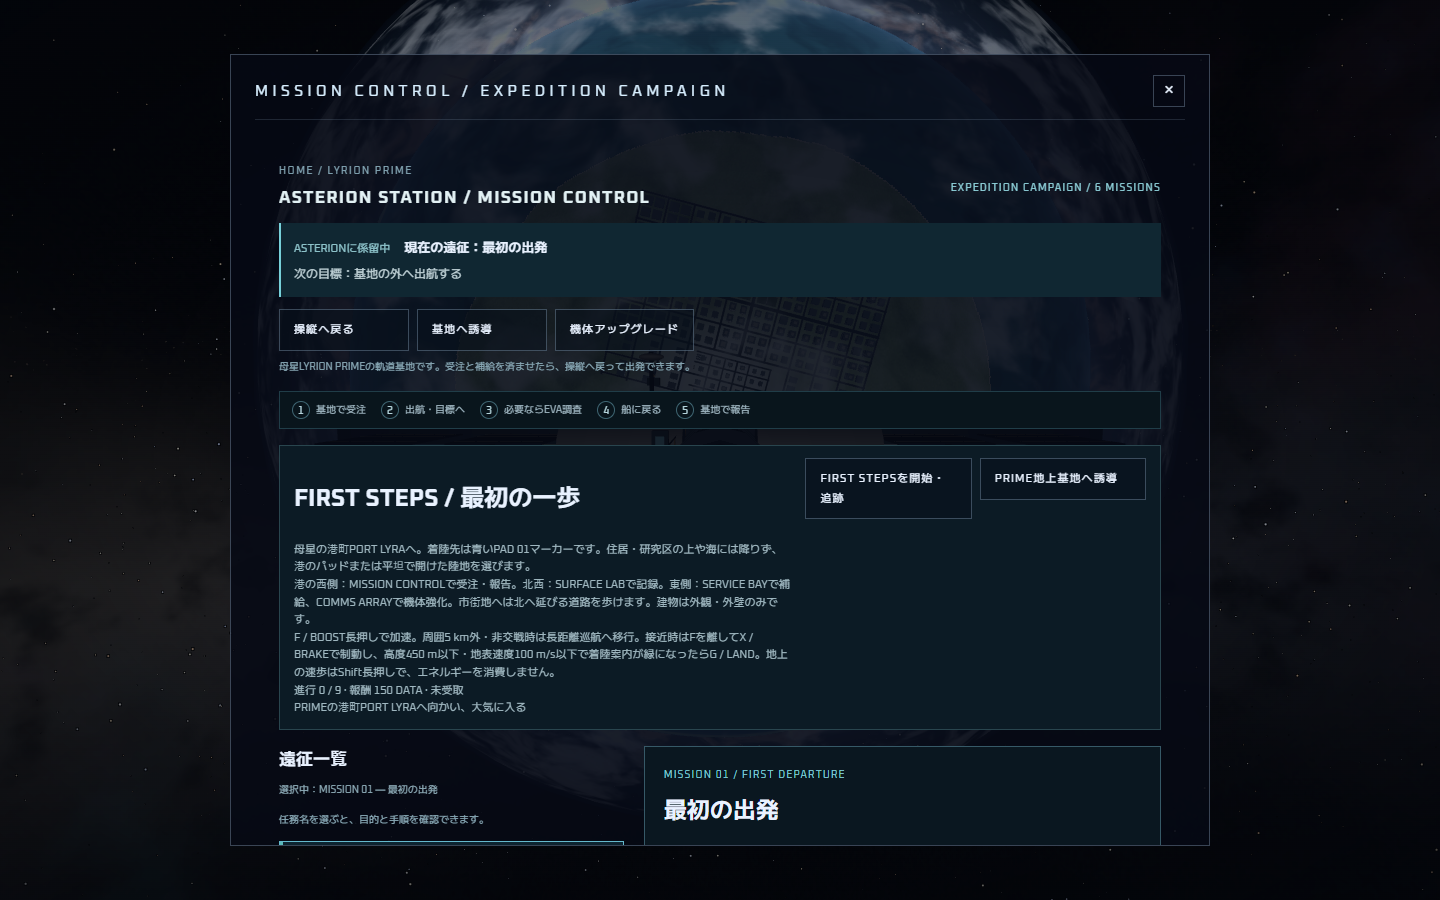 MISSION CONTROL / EXPEDITION CAMPAIGN
×
HOME / LYRION PRIME
ASTERION STATION / MISSION CONTROL
EXPEDITION CAMPAIGN / 6 MISSIONS
ASTERIONに係留中 現在の遠征：最初の出発
次の目標：基地の外へ出航する
操縦へ戻る
基地へ誘導
機体アップグレード
母星LYRION PRIMEの軌道基地です。受注と補給を済ませたら、操縦へ戻って出発できます。
1 基地で受注 2 出航・目標へ 3 必要ならEVA調査 4 船に戻る 5 基地で報告
FIRST STEPS / 最初の一歩
FIRST STEPSを開始・
追跡
PRIME地上基地へ誘導
母星の港町PORT LYRAへ。着陸先は青いPAD 01マーカーです。住居・研究区の上や海には降りず、
港のパッドまたは平坦で開けた陸地を選びます。
港の西側：MISSION CONTROLで受注・報告。北西：SURFACE LABで記録。東側：SERVICE BAYで補
給、COMMS ARRAYで機体強化。市街地へは北へ延びる道路を歩けます。建物は外観・外壁のみで
す。
F / BOOST長押しで加速。周囲5 km外・非交戦時は長距離巡航へ移行。接近時はFを離してX /
BRAKEで制動し、高度450 m以下・地表速度100 m/s以下で着陸案内が緑になったらG / LAND。地上
の速歩はShift長押しで、エネルギーを消費しません。
進行 0 / 9 · 報酬 150 DATA · 未受取
PRIMEの港町PORT LYRAへ向かい、大気に入る
遠征一覧
選択中：MISSION 01 — 最初の出発
任務名を選ぶと、目的と手順を確認できます。
MISSION 01 / FIRST DEPARTURE
最初の出発